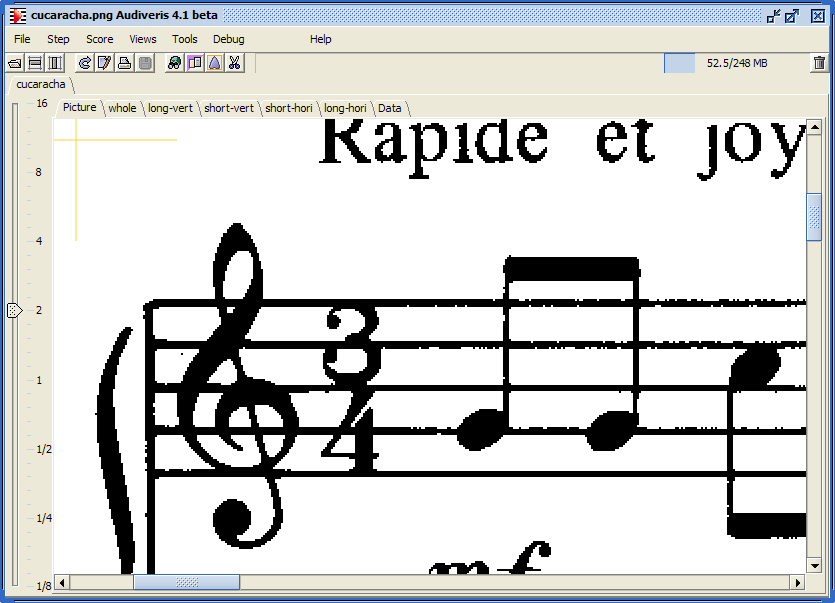 cucaracha.png Audiveris 4.1 beta
File Step Score Views Tools Debug Help
52.5/248 MB
cucaracha
Picture whole long-vert short-vert short-hori long-hori Data
16
8
4
2
1
1/2
1/4
1/8
Rapide et joy
3
4
mf